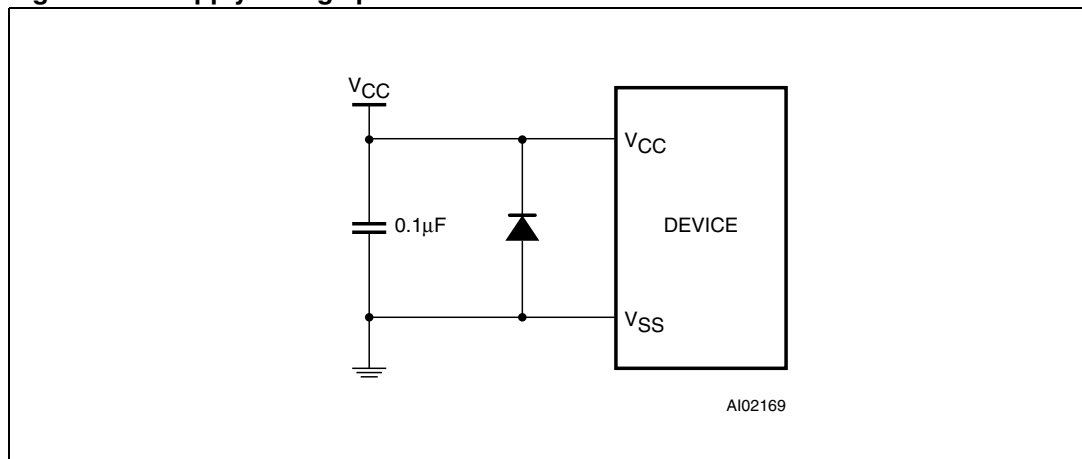 VCC
VCC
0.1µF
DEVICE
VSS
AI02169